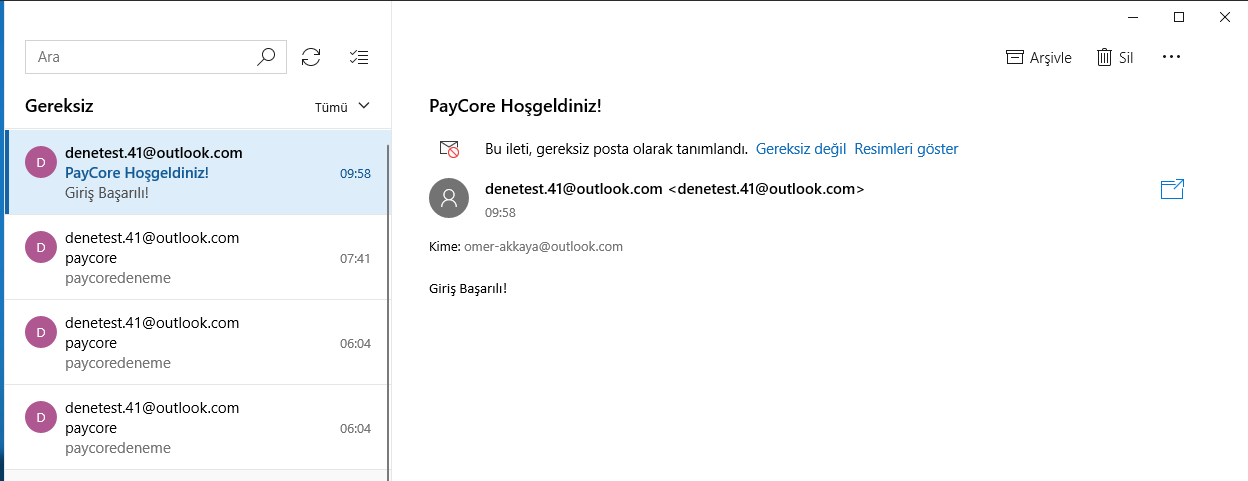 Ara
Gereksiz
Tümü
D
denetest.41@outlook.com
PayCore Hoşgeldiniz!
09:58
Giriş Başarılı!
D
denetest.41@outlook.com
paycore
07:41
paycoredeneme
D
denetest.41@outlook.com
paycore
06:04
paycoredeneme
D
denetest.41@outlook.com
paycore
06:04
paycoredeneme
Arşivle
Sil
PayCore Hoşgeldiniz!
Bu ileti, gereksiz posta olarak tanımlandı. Gereksiz değil Resimleri göster
denetest.41@outlook.com <denetest.41@outlook.com>
09:58
Kime: omer-akkaya@outlook.com
Giriş Başarılı!